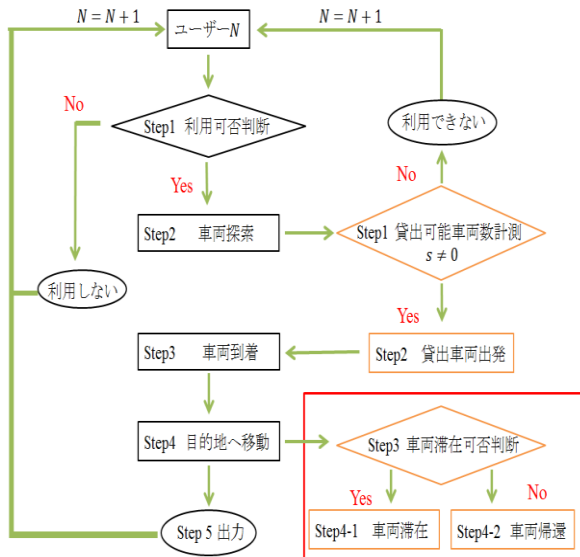 N = N + 1
N = N + 1
ユーザーN
No
Step1 利用可否判断
利用できない
Yes
No
Step2 車両探索
Step1 貸出可能車両数計測
s ≠ 0
利用しない
Yes
Step3 車両到着
Step2 貸出車両出発
Step4 目的地へ移動
Step3 車両滞在可否判断
Yes
No
Step 5 出力
Step4-1 車両滞在
Step4-2 車両帰還